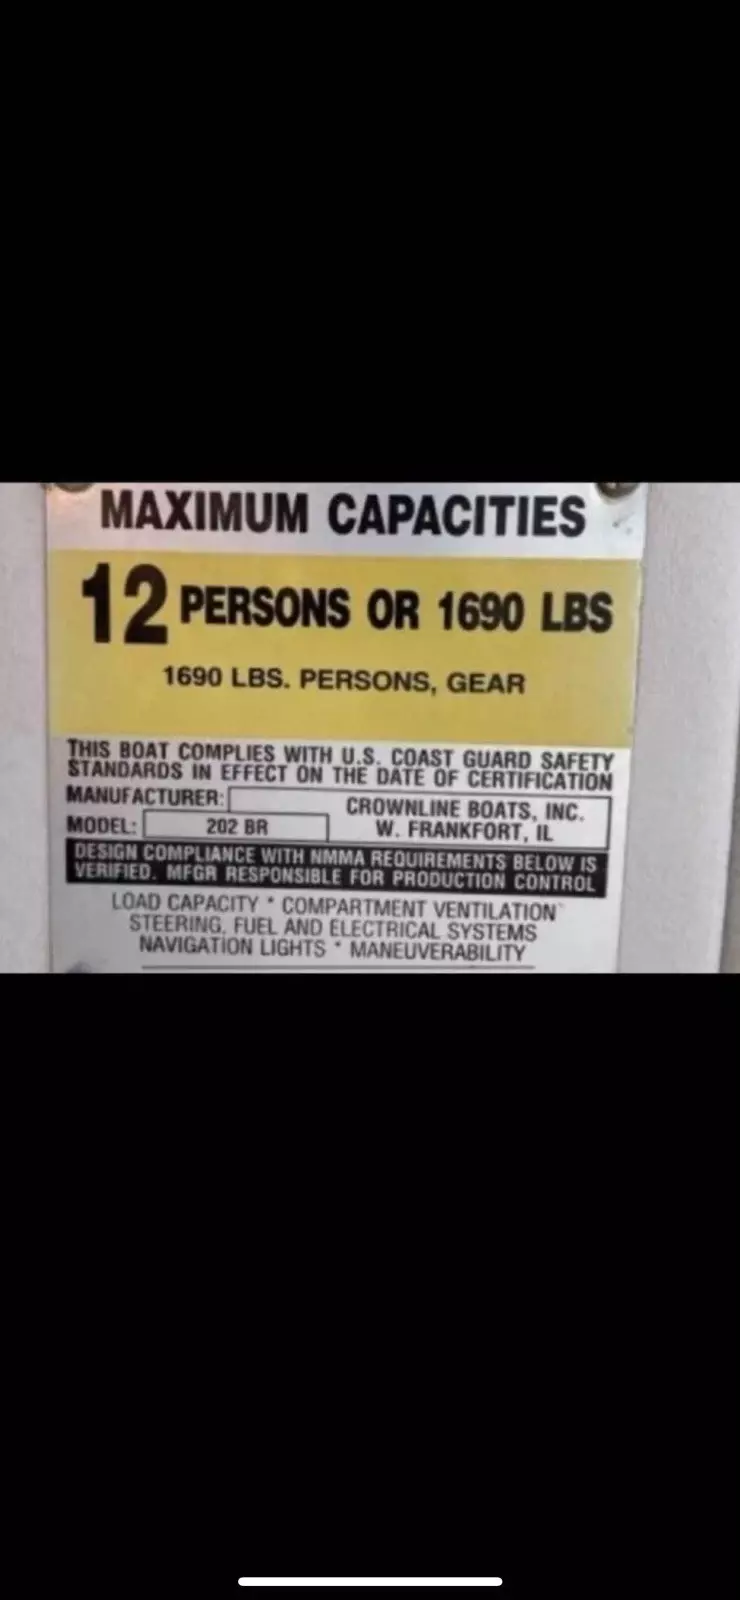 MAXIMUM CAPACITIES
12 PERSONS OR 1690 LBS
1690 LBS. PERSONS, GEAR
THIS BOAT COMPLIES WITH U.S. COAST GUARD SAFETY
STANDARDS IN EFFECT ON THE DATE OF CERTIFICATION
MANUFACTURER: CROWNLINE BOATS, INC.
MODEL: 202 BR W. FRANKFORT, IL
DESIGN COMPLIANCE WITH NMMA REQUIREMENTS BELOW IS
VERIFIED. MFGR RESPONSIBLE FOR PRODUCTION CONTROL
LOAD CAPACITY * COMPARTMENT VENTILATION
STEERING, FUEL AND ELECTRICAL SYSTEMS
NAVIGATION LIGHTS * MANEUVERABILITY